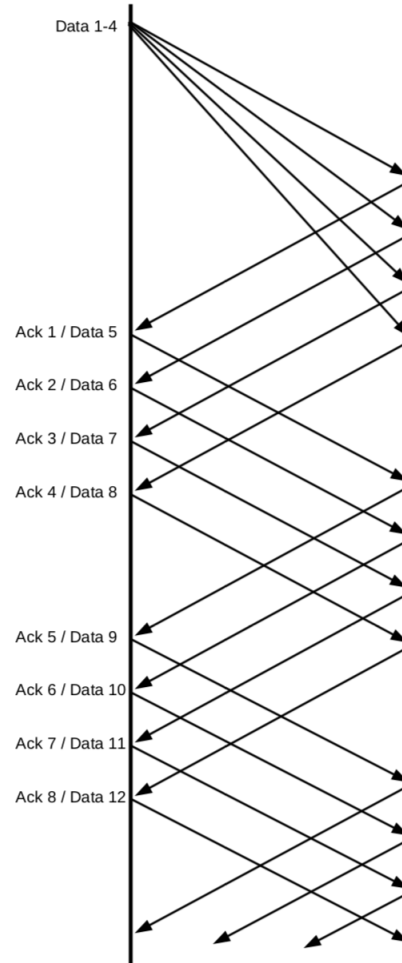 Data 1-4
Ack 1 / Data 5
Ack 2 / Data 6
Ack 3 / Data 7
Ack 4 / Data 8
Ack 5 / Data 9
Ack 6 / Data 10
Ack 7 / Data 11
Ack 8 / Data 12